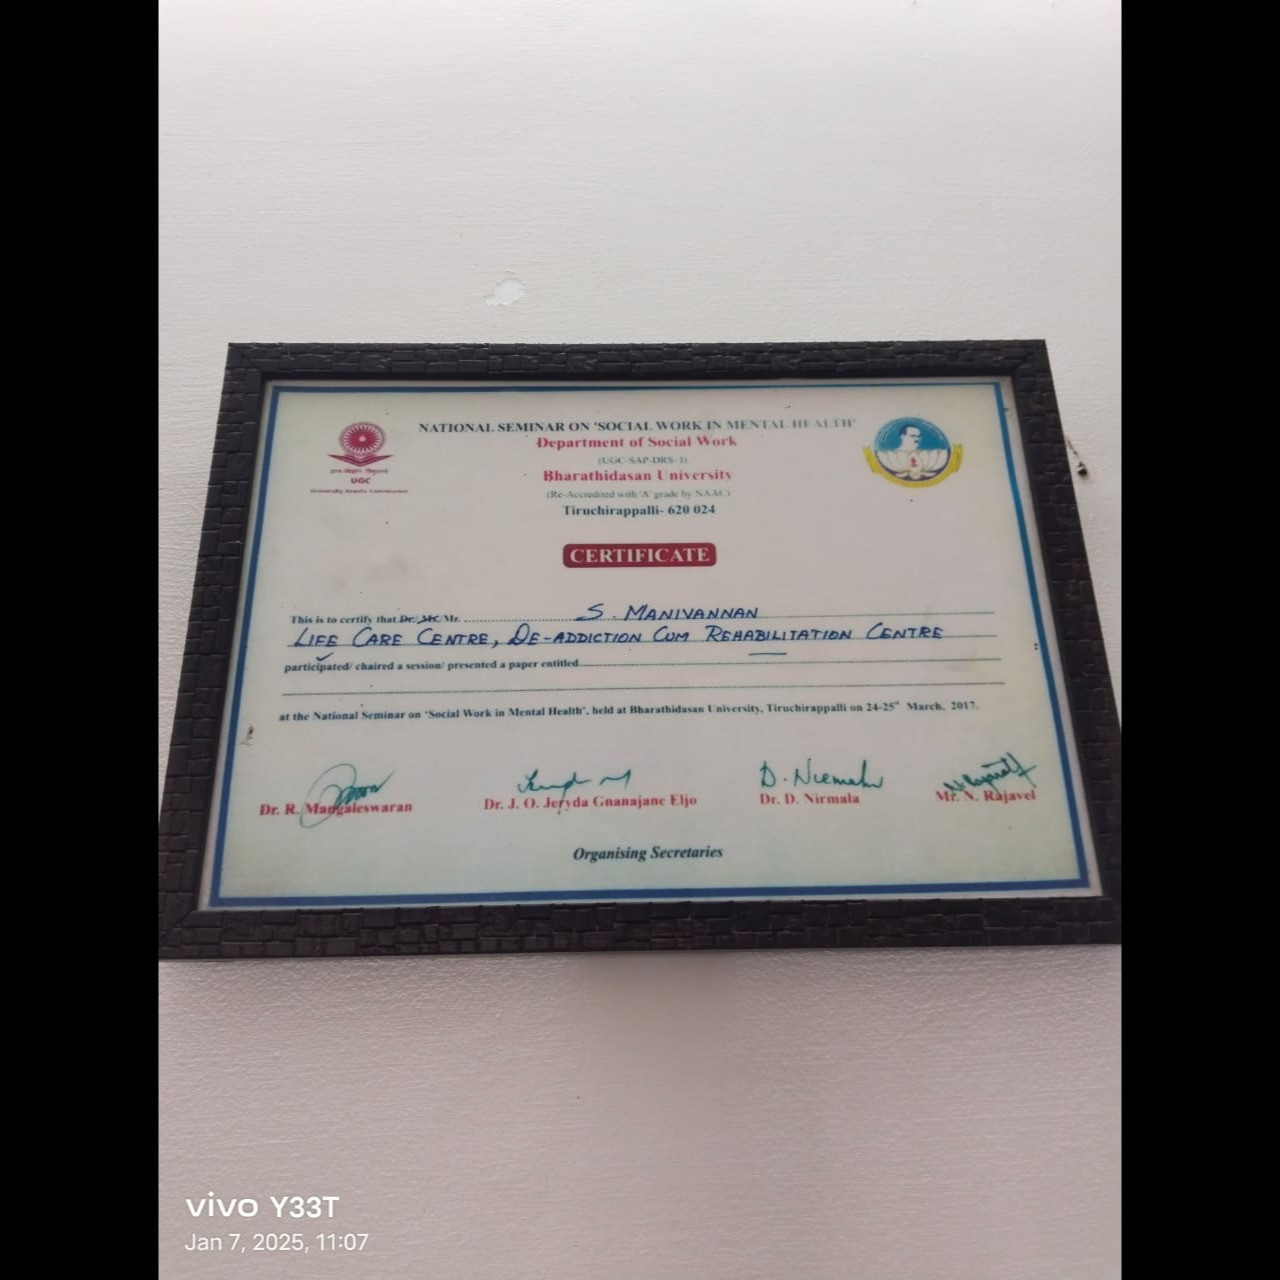 NATIONAL SEMINAR ON 'SOCIAL WORK IN MENTAL HEALTH'
Department of Social Work
(UGC-SAP-DRS- I)
Bharathidasan University
(Re-Accredited with 'A' grade by NAAC)
Tiruchirappalli- 620 024
UGC
University Grants Commission
CERTIFICATE
This is to certify that Dr./ Mr. S. MANIVANNAN
LIFE CARE CENTRE, DE-ADDICTION CUM REHABILITATION CENTRE
participated/ chaired a session/ presented a paper entitled
at the National Seminar on 'Social Work in Mental Health', held at Bharathidasan University, Tiruchirappalli on 24-25th March, 2017.
D. Nirmala
Dr. R. Mangaleswaran Dr. J. O. Jeryda Gnanajane Eljo Dr. D. Nirmala Mr. N. Rajavel
Organising Secretaries
vivo Y33T
Jan 7, 2025, 11:07